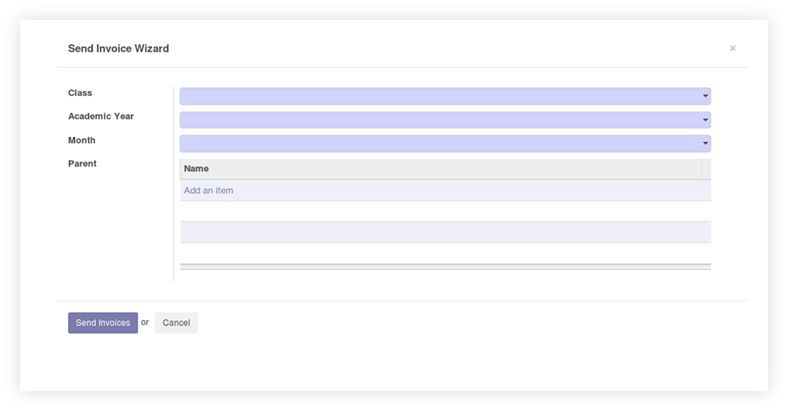 Send Invoice Wizard ×
Class
Academic Year
Month
Parent
Name
Add an item
Send Invoices or Cancel